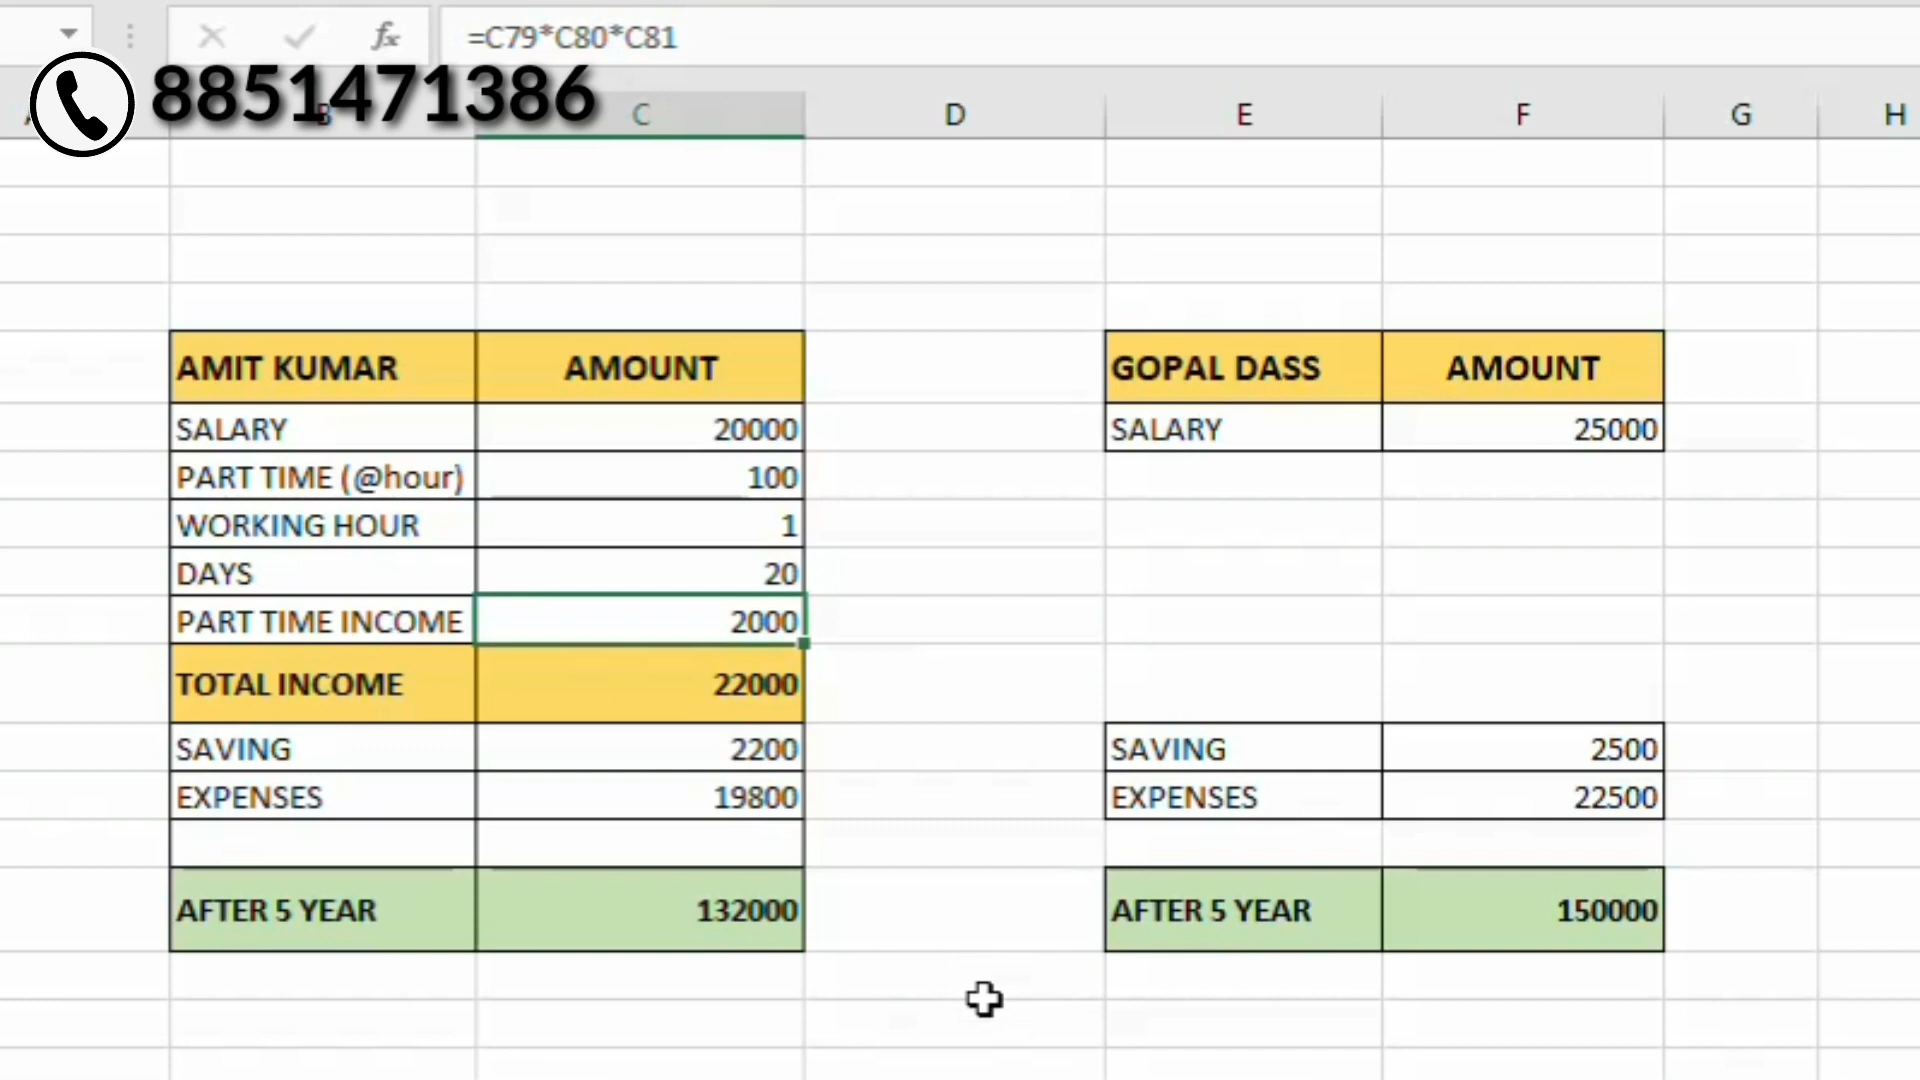 fx =C79*C80*C81
8851471386
B C D E F G H
AMIT KUMAR AMOUNT GOPAL DASS AMOUNT
SALARY 20000 SALARY 25000
PART TIME (@hour) 100
WORKING HOUR 1
DAYS 20
PART TIME INCOME 2000
TOTAL INCOME 22000
SAVING 2200 SAVING 2500
EXPENSES 19800 EXPENSES 22500
AFTER 5 YEAR 132000 AFTER 5 YEAR 150000